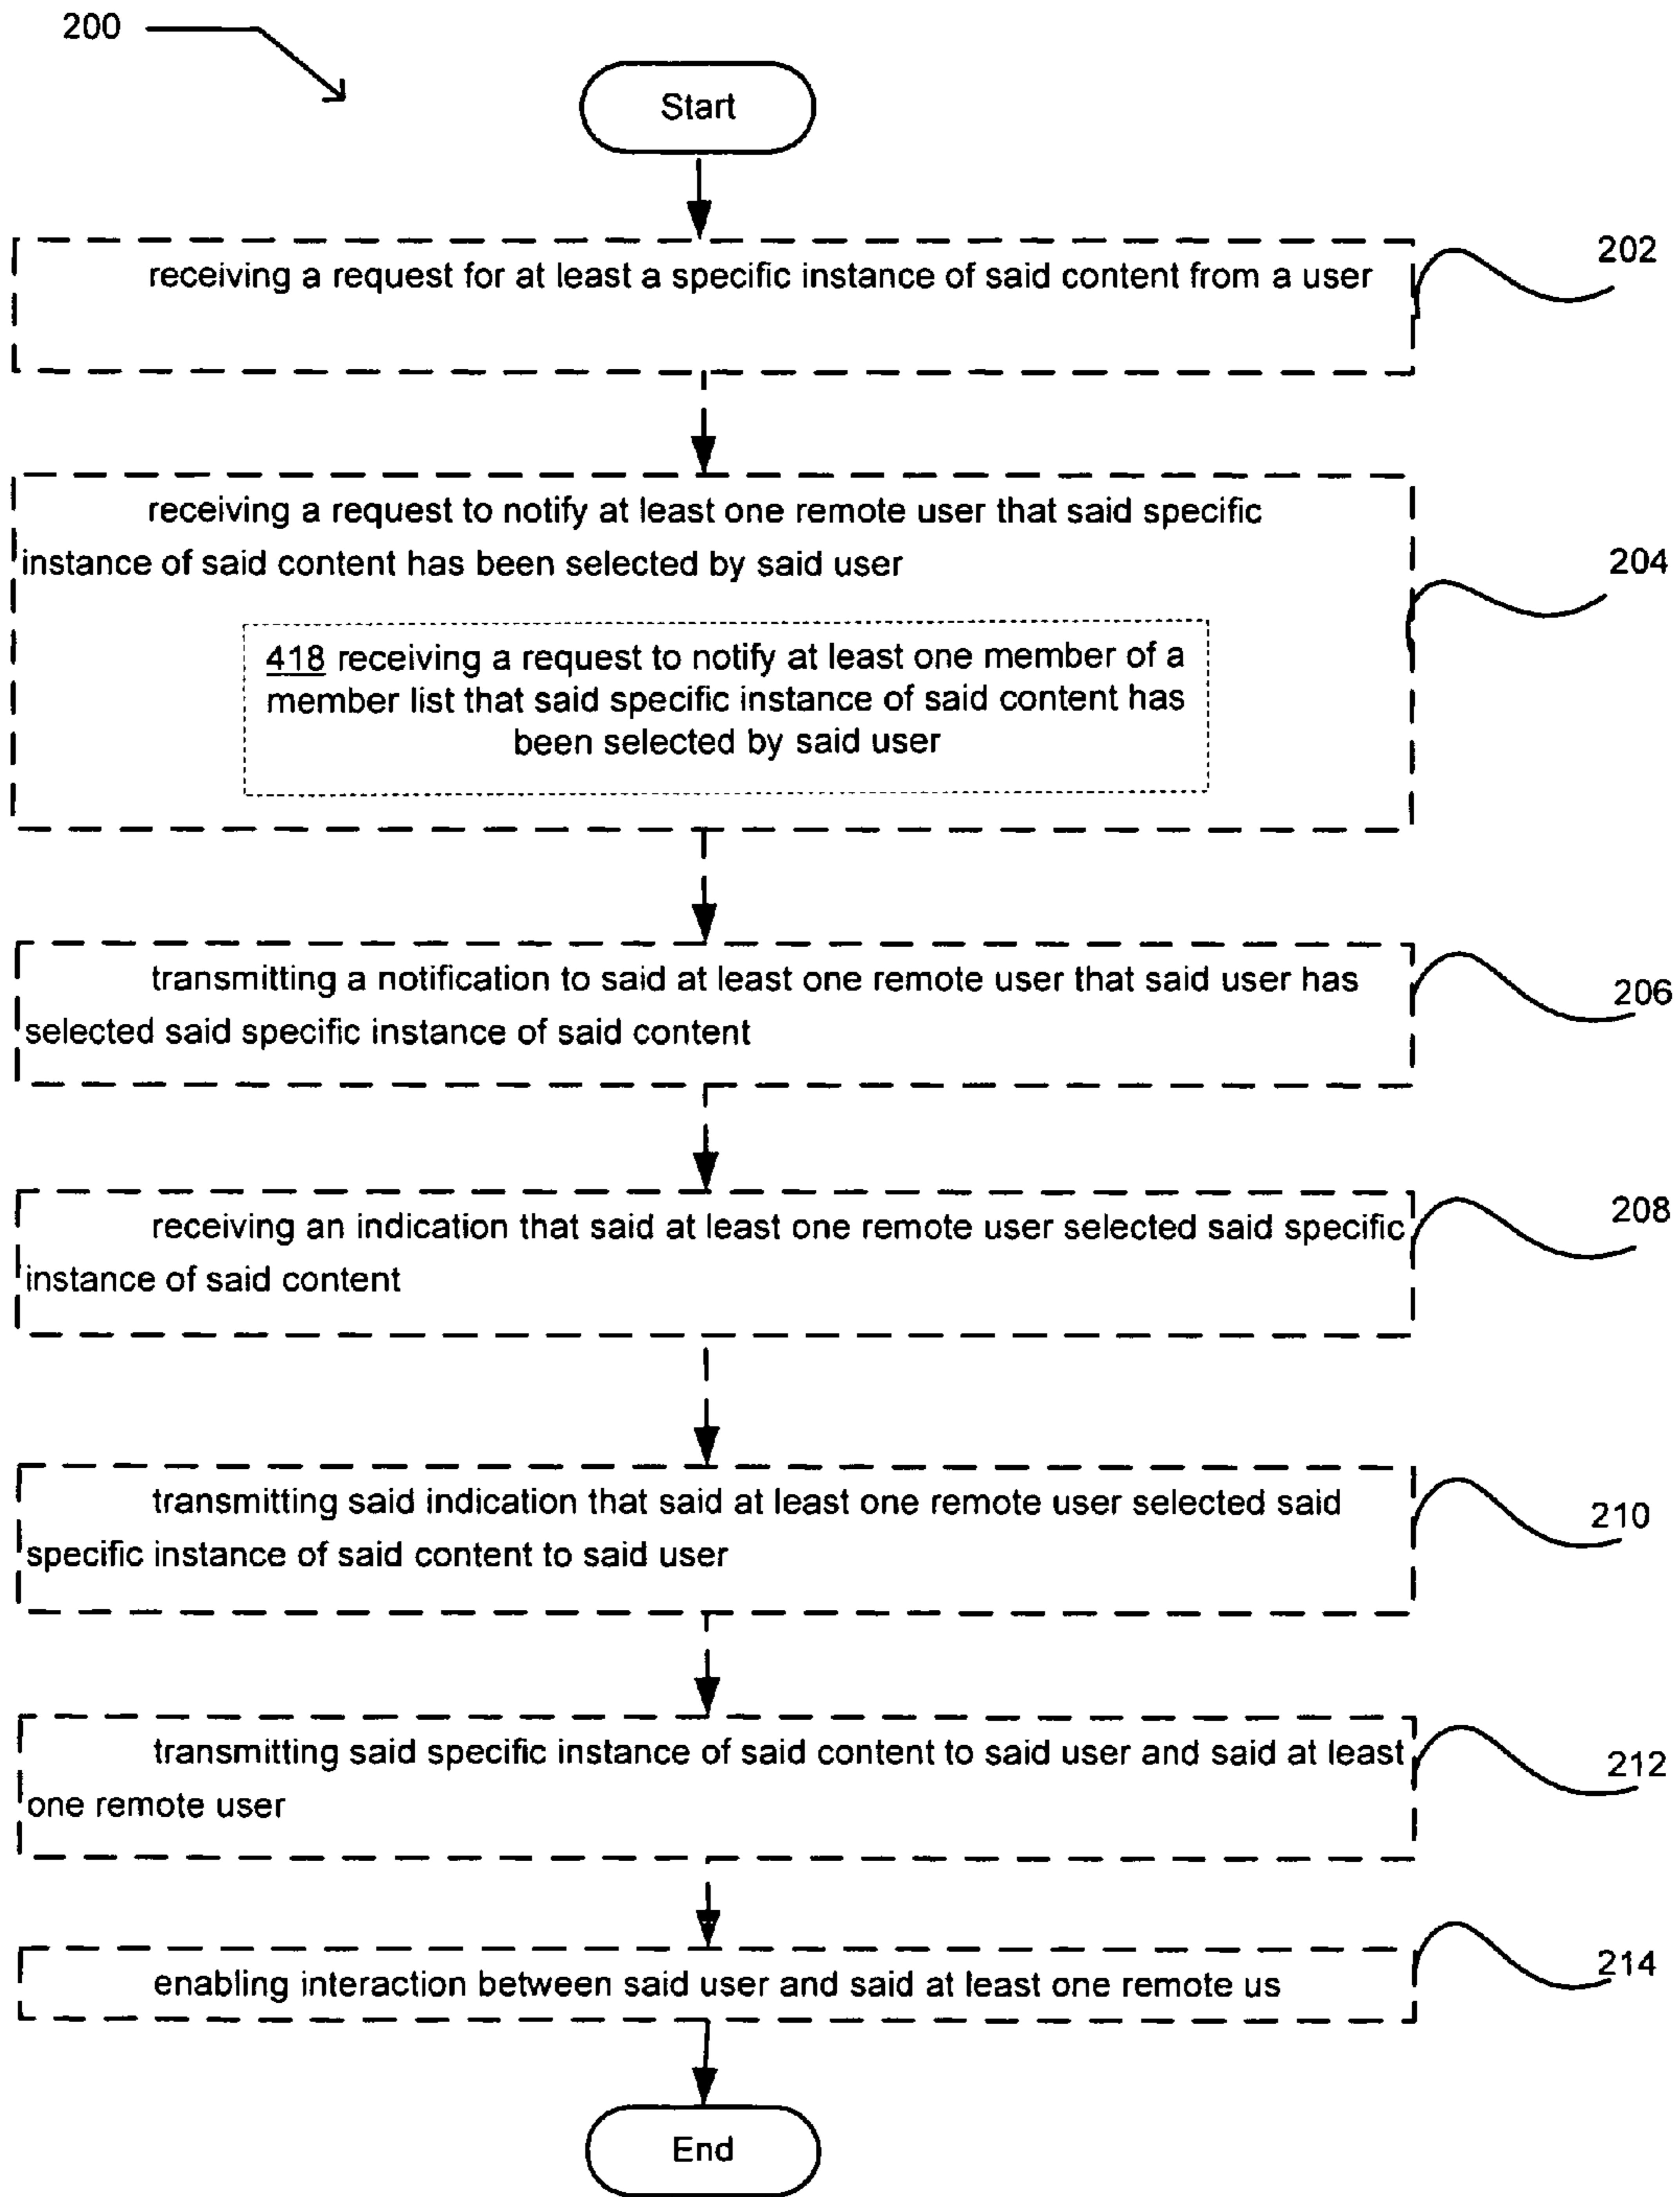 200
Start
receiving a request for at least a specific instance of said content from a user
202
receiving a request to notify at least one remote user that said specific
instance of said content has been selected by said user
204
418 receiving a request to notify at least one member of a
member list that said specific instance of said content has
been selected by said user
transmitting a notification to said at least one remote user that said user has
selected said specific instance of said content
206
receiving an indication that said at least one remote user selected said specific
instance of said content
208
transmitting said indication that said at least one remote user selected said
specific instance of said content to said user
210
transmitting said specific instance of said content to said user and said at least
one remote user
212
enabling interaction between said user and said at least one remote us
214
End